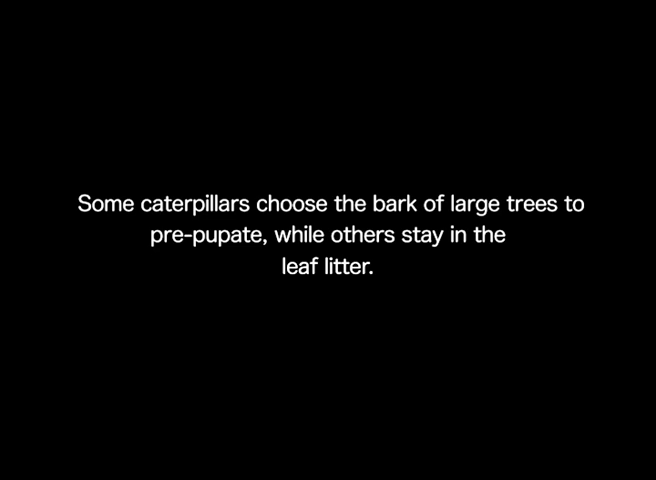 Some caterpillars choose the bark of large trees to
pre-pupate, while others stay in the
leaf litter.